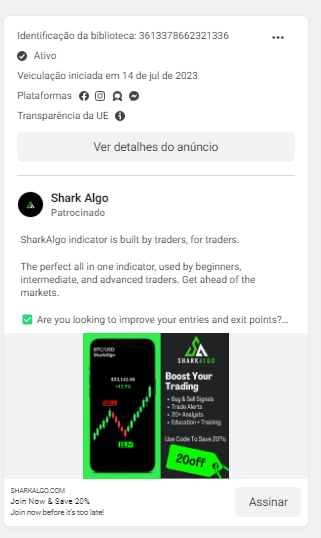 Identificação da biblioteca: 3613378662321336
Ativo
Veiculação iniciada em 14 de jul de 2023
Plataformas
Transparência da UE
Ver detalhes do anúncio
Shark Algo
Patrocinado
SharkAlgo indicator is built by traders, for traders.
The perfect all in one indicator, used by beginners,
intermediate, and advanced traders. Get ahead of the
markets.
✅ Are you looking to improve your entries and exit points?...
BTC/USD
SharkAlgo
$33,142.48
+43.9%
BUY
SHARKALGO
Boost Your
Trading
• Buy & Sell Signals
• Trade Alerts
• 20+ Analysts
• Education + Training
Use Code To Save 20%
20off
SHARKALGO.COM
Join Now & Save 20%
Join now before it's too late!
Assinar